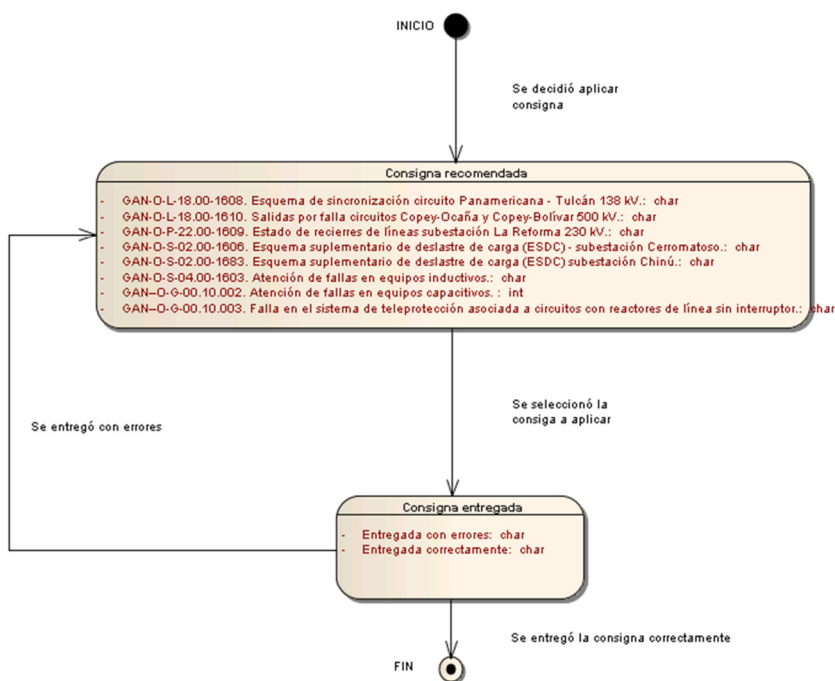 INICIO
Se decidió aplicar
consigna
Consigna recomendada
- GAN-O-L-18.00-1608. Esquema de sincronización circuito Panamericana - Tulcán 138 kV.: char
- GAN-O-L-18.00-1610. Salidas por falla circuitos Copey-Ocaña y Copey-Bolívar 500 kV.: char
- GAN-O-P-22.00-1609. Estado de recierres de líneas subestación La Reforma 230 kV.: char
- GAN-O-S-02.00-1606. Esquema suplementario de deslastre de carga (ESDC) - subestación Cerromatoso.: char
- GAN-O-S-02.00-1683. Esquema suplementario de deslastre de carga (ESDC) subestación Chinú.: char
- GAN-O-S-04.00-1603. Atención de fallas en equipos inductivos.: char
- GAN--O-G-00.10.002. Atención de fallas en equipos capacitivos. : int
- GAN--O-G-00.10.003. Falla en el sistema de teleprotección asociada a circuitos con reactores de línea sin interruptor.: char
Se seleccionó la
consiga a aplicar
Se entregó con errores
Consigna entregada
- Entregada con errores: char
- Entregada correctamente: char
Se entregó la consigna correctamente
FIN